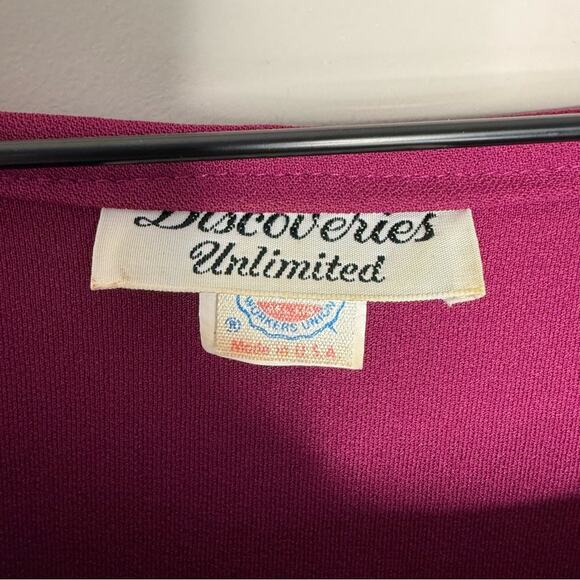 Discoveries
Unlimited
WORKERS UNION
®
Made in U.S.A.